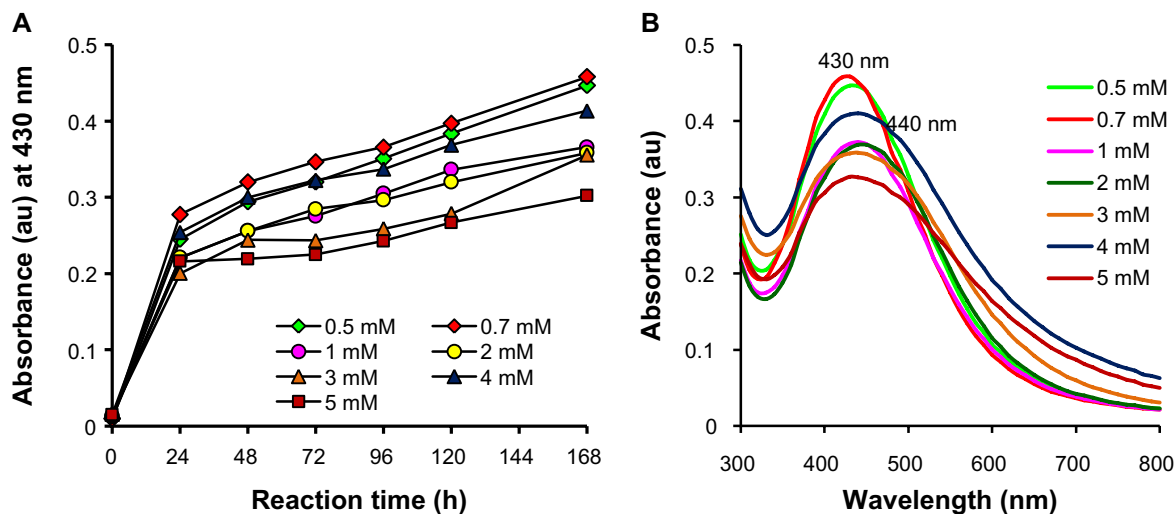 A
Absorbance (au) at 430 nm
0.5
0.4
0.3
0.2
0.1
0
0 24 48 72 96 120 144 168
Reaction time (h)
0.5 mM 0.7 mM
1 mM 2 mM
3 mM 4 mM
5 mM
B
Absorbance (au)
0.5
0.4
0.3
0.2
0.1
0
300 400 500 600 700 800
Wavelength (nm)
430 nm
440 nm
0.5 mM
0.7 mM
1 mM
2 mM
3 mM
4 mM
5 mM